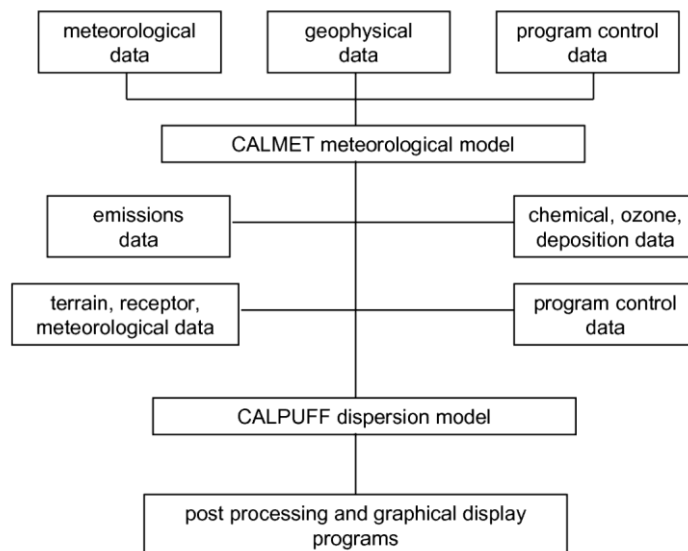 meteorological
data
geophysical
data
program control
data
CALMET meteorological model
emissions
data
chemical, ozone,
deposition data
terrain, receptor,
meteorological data
program control
data
CALPUFF dispersion model
post processing and graphical display
programs